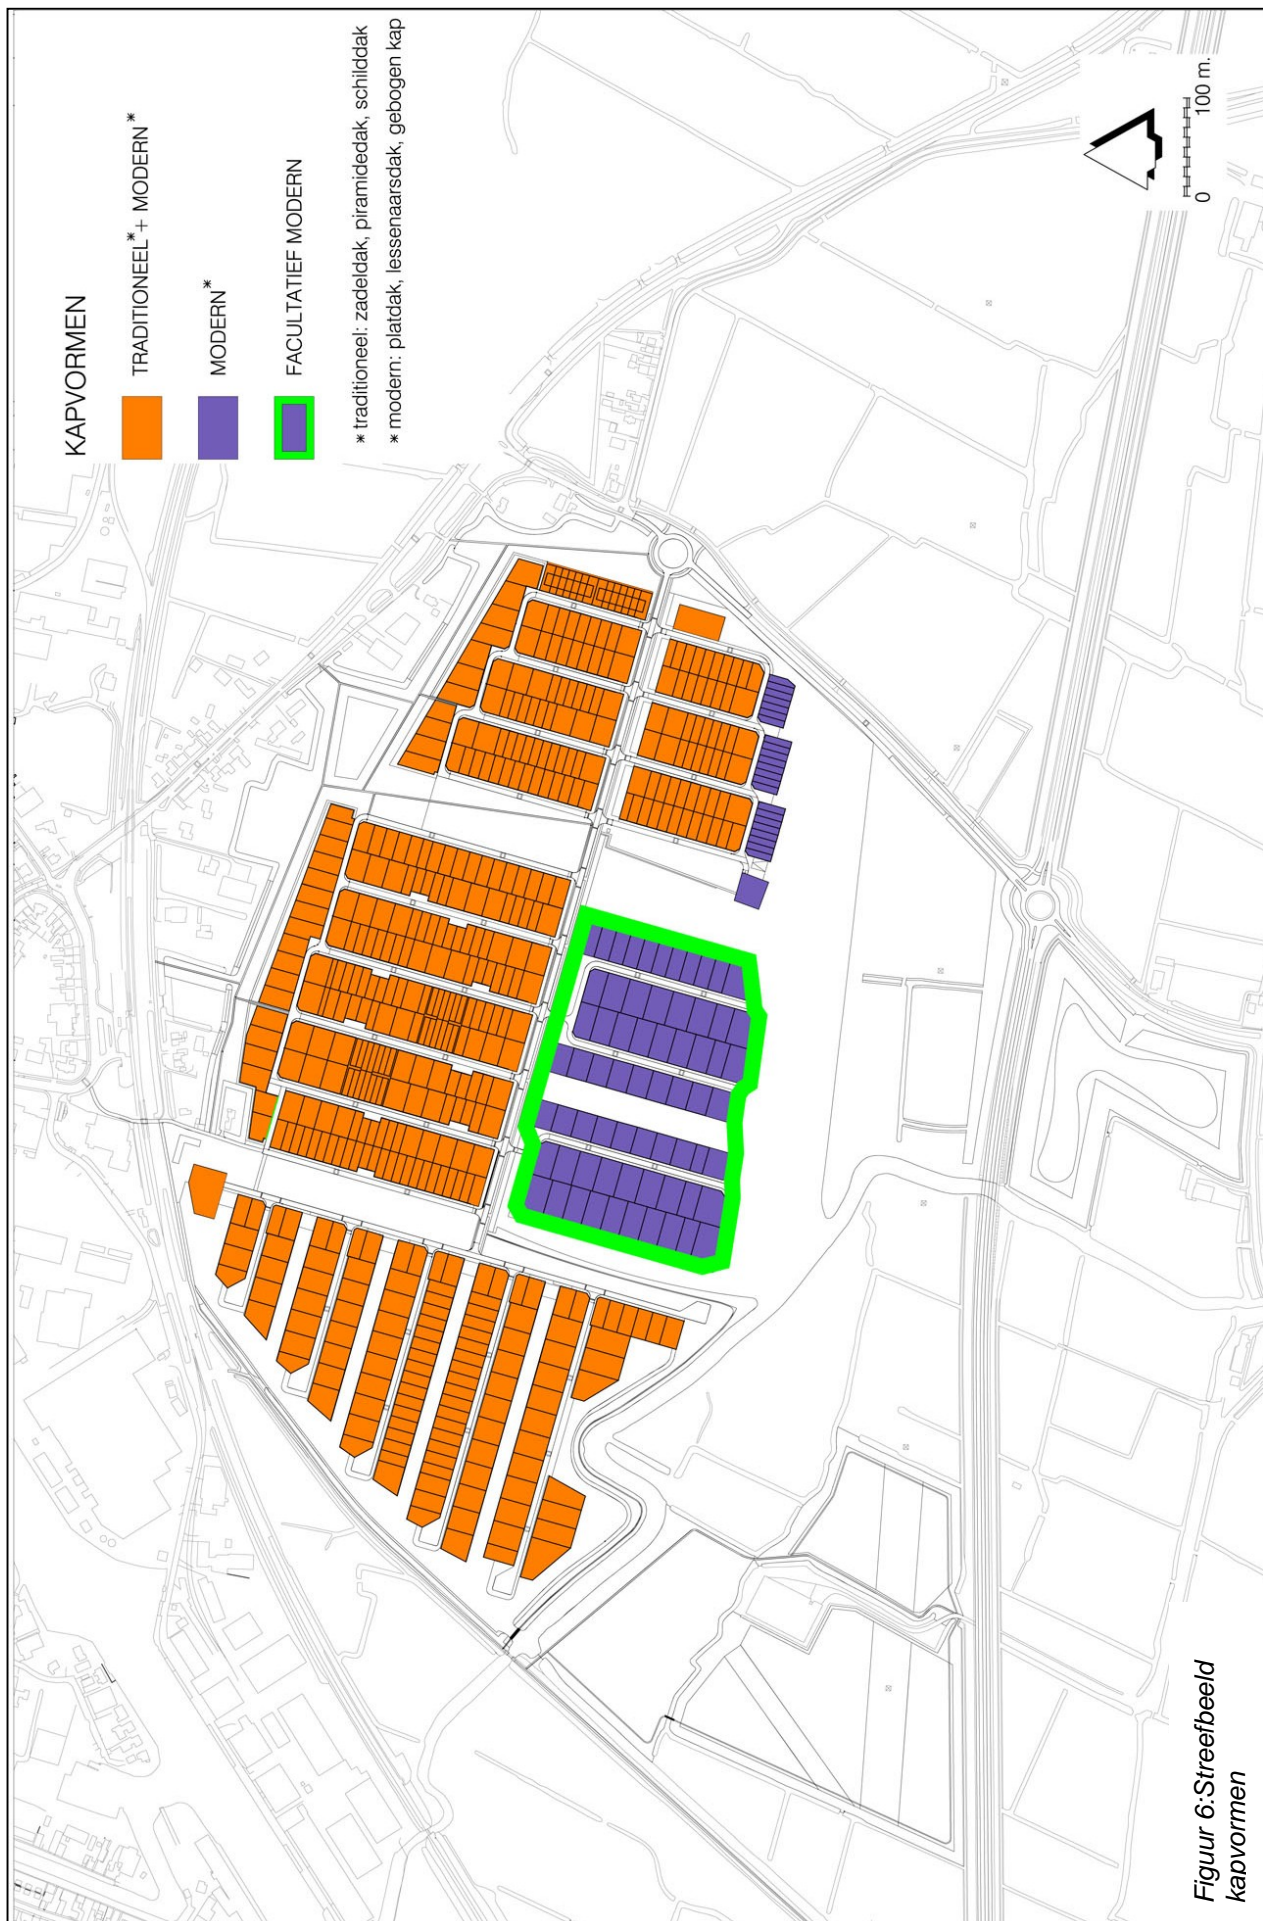 KAPVORMEN
TRADITIONEEL* + MODERN*
MODERN*
FACULTATIEF MODERN
* traditioneel: zadeldak, piramidedak, schilddak
* modern: platdak, lessenaarsdak, gebogen kap
0 100 m.
Figuur 6:Streefbeeld
kapvormen